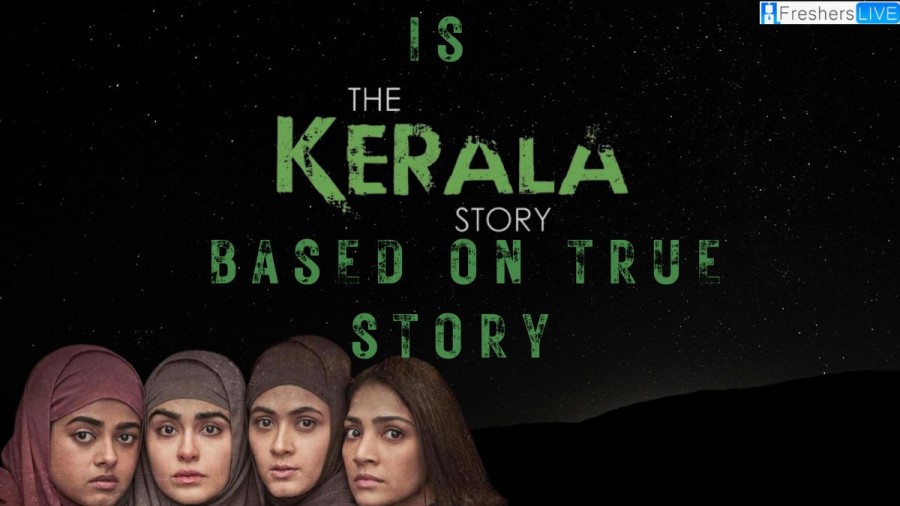 FreshersLIVE
IS
THE
KERALA
STORY
BASED ON TRUE
STORY